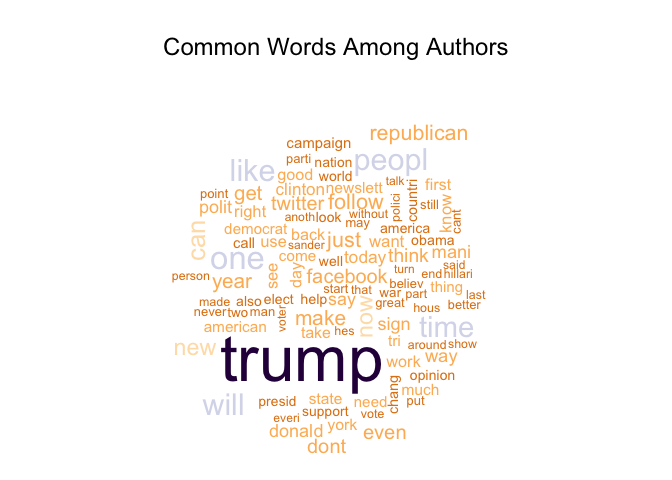 Common Words Among Authors
republican
campaign
parti nation
like peopl
good world
talk
point get clinton newslett first
countri
polit right twitter follow polici still know
anoth look without cant
may
democrat back america
can call use just want obama mani
sander
one come well today think said
see day turn end hillari
person year facebook believ thing
start that war part last
made also elect help say great hous better
never two man make now sign
american voter take hes tri around show time
new trump work way
opinion
chang much
will presid state need put
everi support vote
donald york even
dont